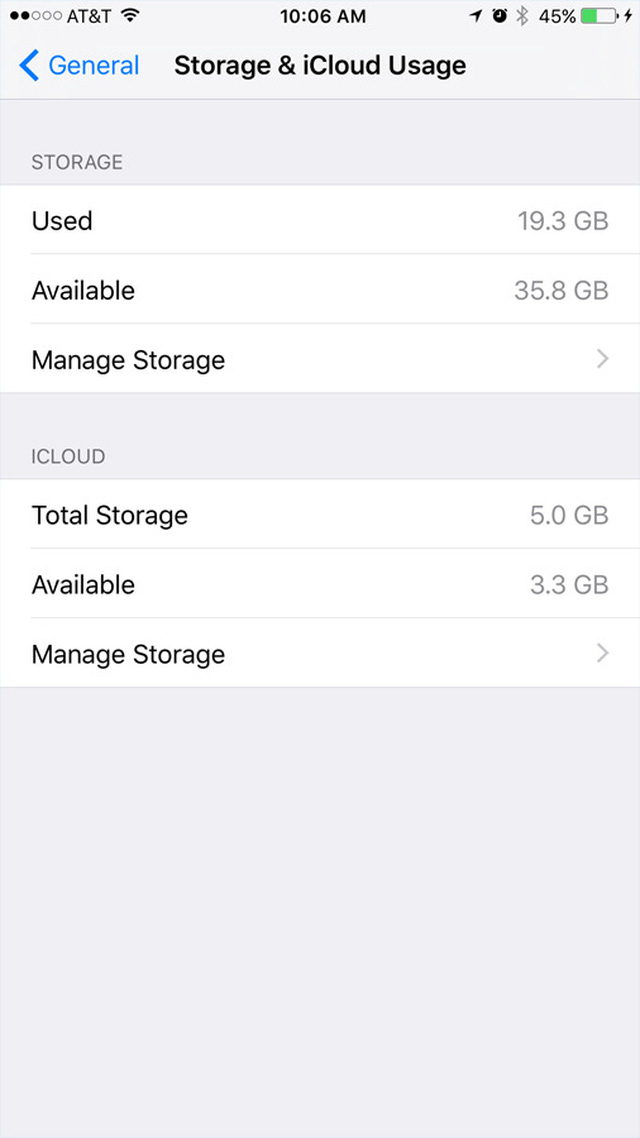 AT&T 10:06 AM 45%
General Storage & iCloud Usage
STORAGE
Used 19.3 GB
Available 35.8 GB
Manage Storage
ICLOUD
Total Storage 5.0 GB
Available 3.3 GB
Manage Storage